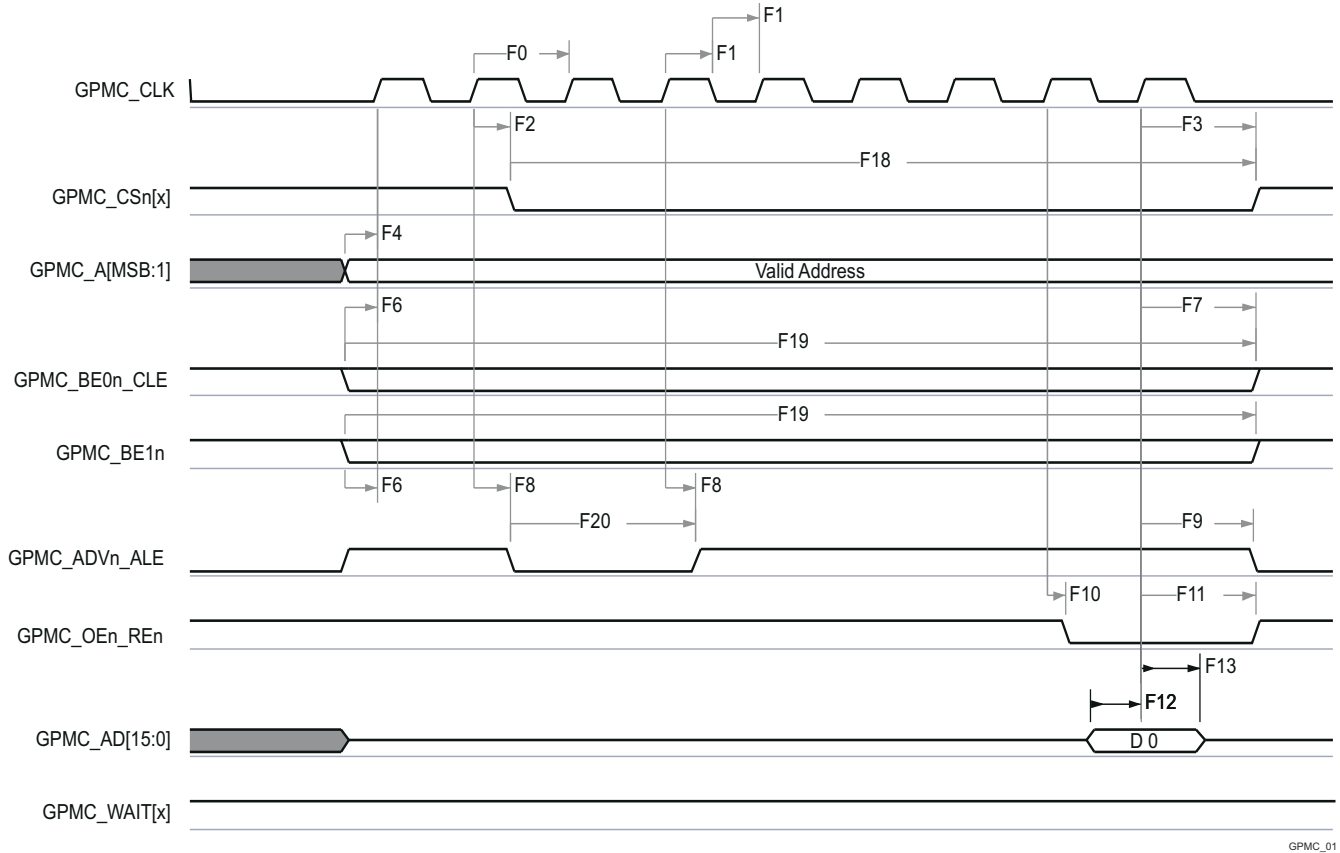 F1
F0
F1
GPMC_CLK
F2
F3
F18
GPMC_CSn[x]
F4
GPMC_A[MSB:1]
Valid Address
F6
F7
F19
GPMC_BE0n_CLE
F19
GPMC_BE1n
F6
F8
F8
F20
F9
GPMC_ADVn_ALE
F10
F11
GPMC_OEn_REn
F13
F12
GPMC_AD[15:0]
D 0
GPMC_WAIT[x]
GPMC_01